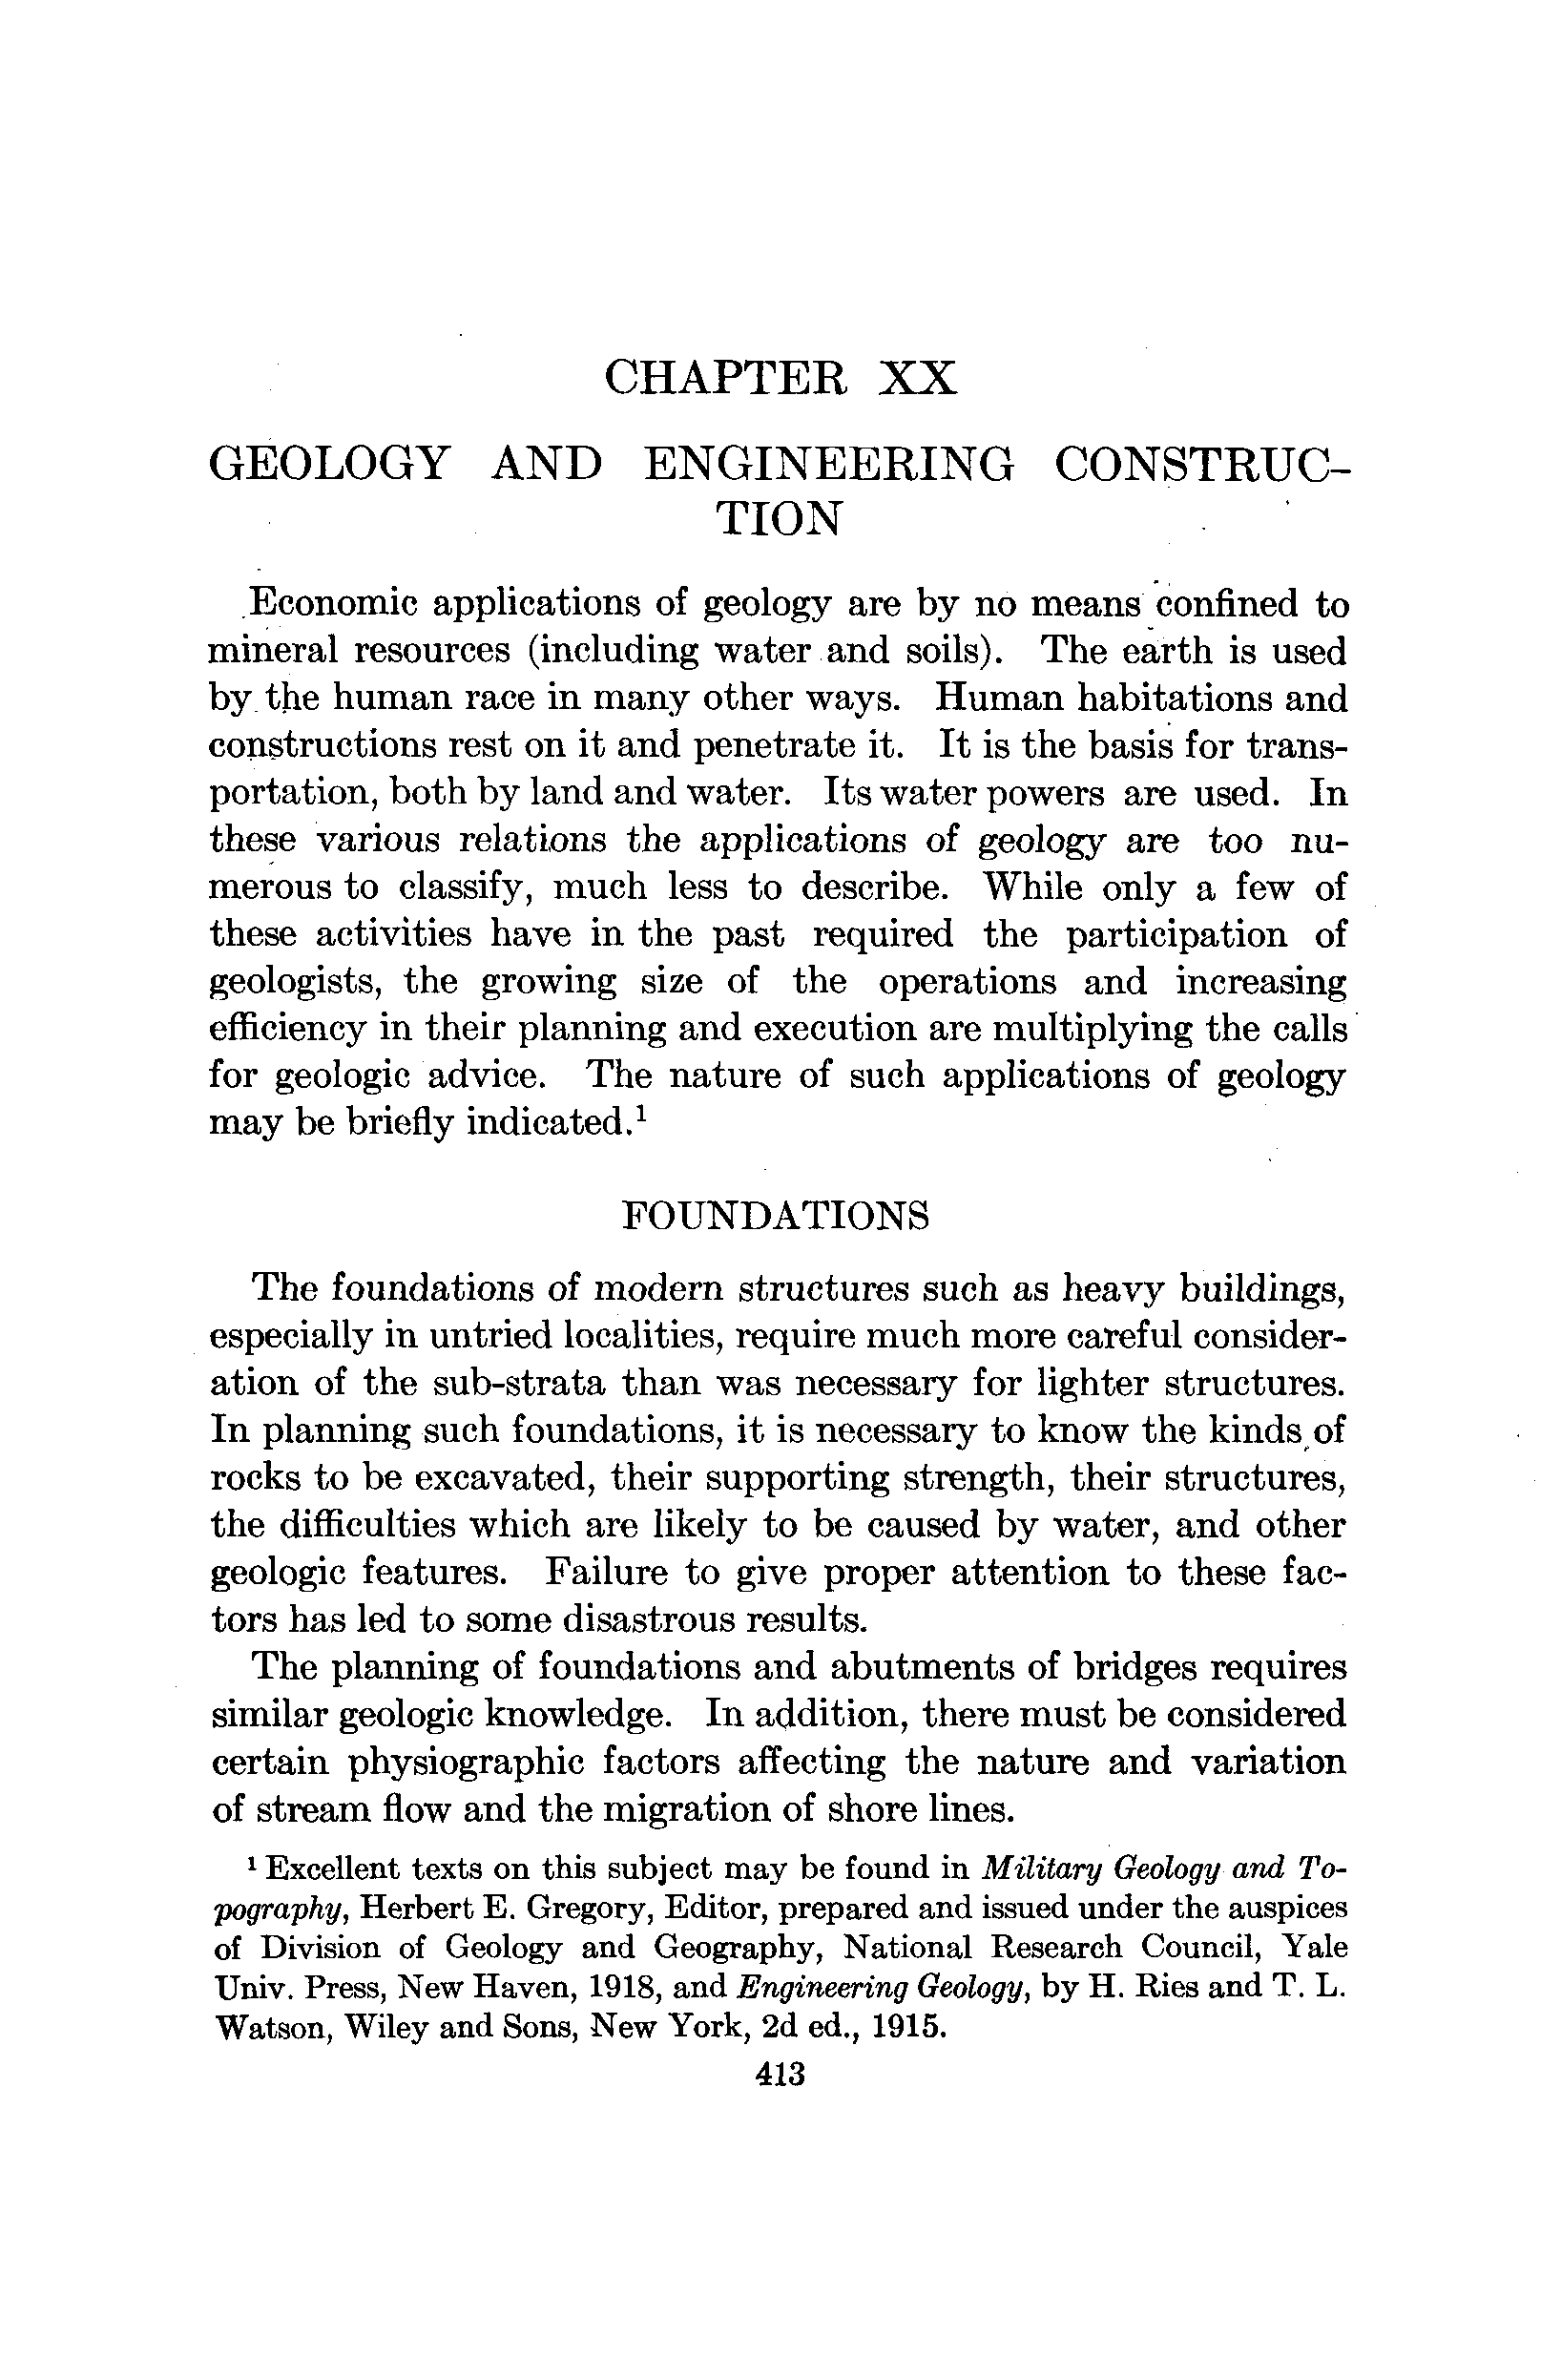 CHAPTER XX
GEOLOGY AND ENGINEERING CONSTRUC-
TION
Economic applications of geology are by no means confined to
mineral resources (including water and soils). The earth is used
by the human race in many other ways. Human habitations and
constructions rest on it and penetrate it. It is the basis for trans-
portation, both by land and water. Its water powers are used. In
these various relations the applications of geology are too nu-
merous to classify, much less to describe. While only a few of
these activities have in the past required the participation of
geologists, the growing size of the operations and increasing
efficiency in their planning and execution are multiplying the calls
for geologic advice. The nature of such applications of geology
may be briefly indicated.¹
FOUNDATIONS
The foundations of modern structures such as heavy buildings,
especially in untried localities, require much more careful consider-
ation of the sub-strata than was necessary for lighter structures.
In planning such foundations, it is necessary to know the kinds of
rocks to be excavated, their supporting strength, their structures,
the difficulties which are likely to be caused by water, and other
geologic features. Failure to give proper attention to these fac-
tors has led to some disastrous results.
The planning of foundations and abutments of bridges requires
similar geologic knowledge. In addition, there must be considered
certain physiographic factors affecting the nature and variation
of stream flow and the migration of shore lines.
¹ Excellent texts on this subject may be found in Military Geology and To-
pography, Herbert E. Gregory, Editor, prepared and issued under the auspices
of Division of Geology and Geography, National Research Council, Yale
Univ. Press, New Haven, 1918, and Engineering Geology, by H. Ries and T. L.
Watson, Wiley and Sons, New York, 2d ed., 1915.
413